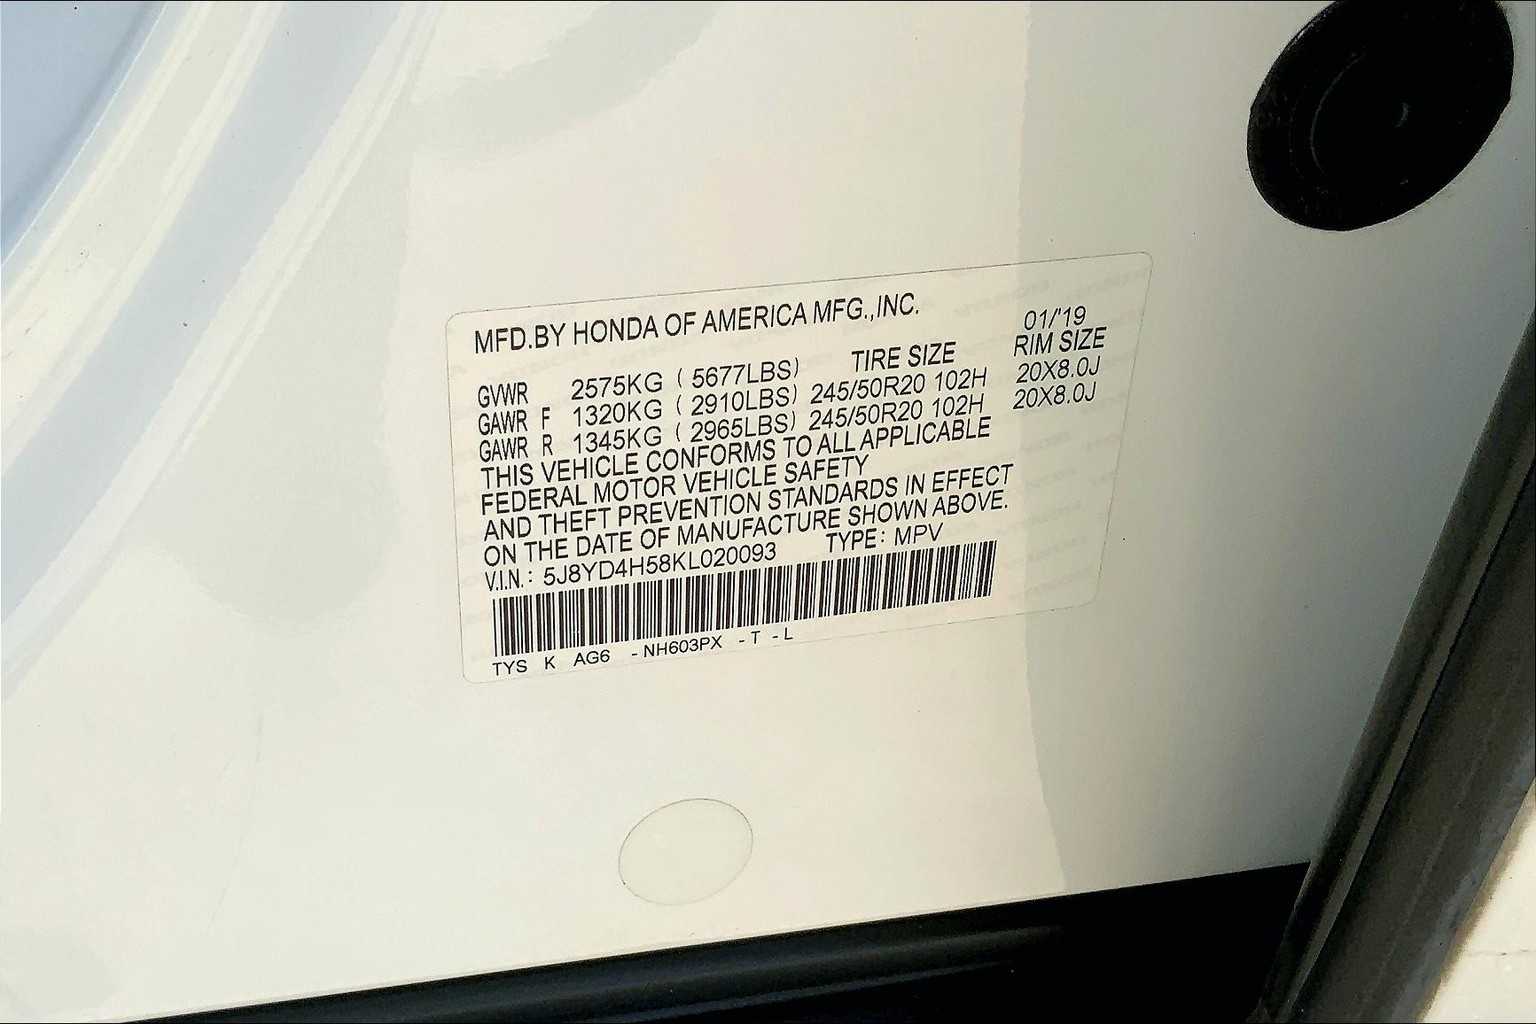 MFD.BY HONDA OF AMERICA MFG.,INC.
01/'19
TIRE SIZE RIM SIZE
GVWR 2575KG ( 5677LBS)
GAWR F 1320KG ( 2910LBS) 245/50R20 102H 20X8.0J
GAWR R 1345KG ( 2965LBS) 245/50R20 102H 20X8.0J
THIS VEHICLE CONFORMS TO ALL APPLICABLE
FEDERAL MOTOR VEHICLE SAFETY
AND THEFT PREVENTION STANDARDS IN EFFECT
ON THE DATE OF MANUFACTURE SHOWN ABOVE.
V.I.N.: 5J8YD4H58KL020093 TYPE: MPV
TYS K AG6 -NH603PX -T -L